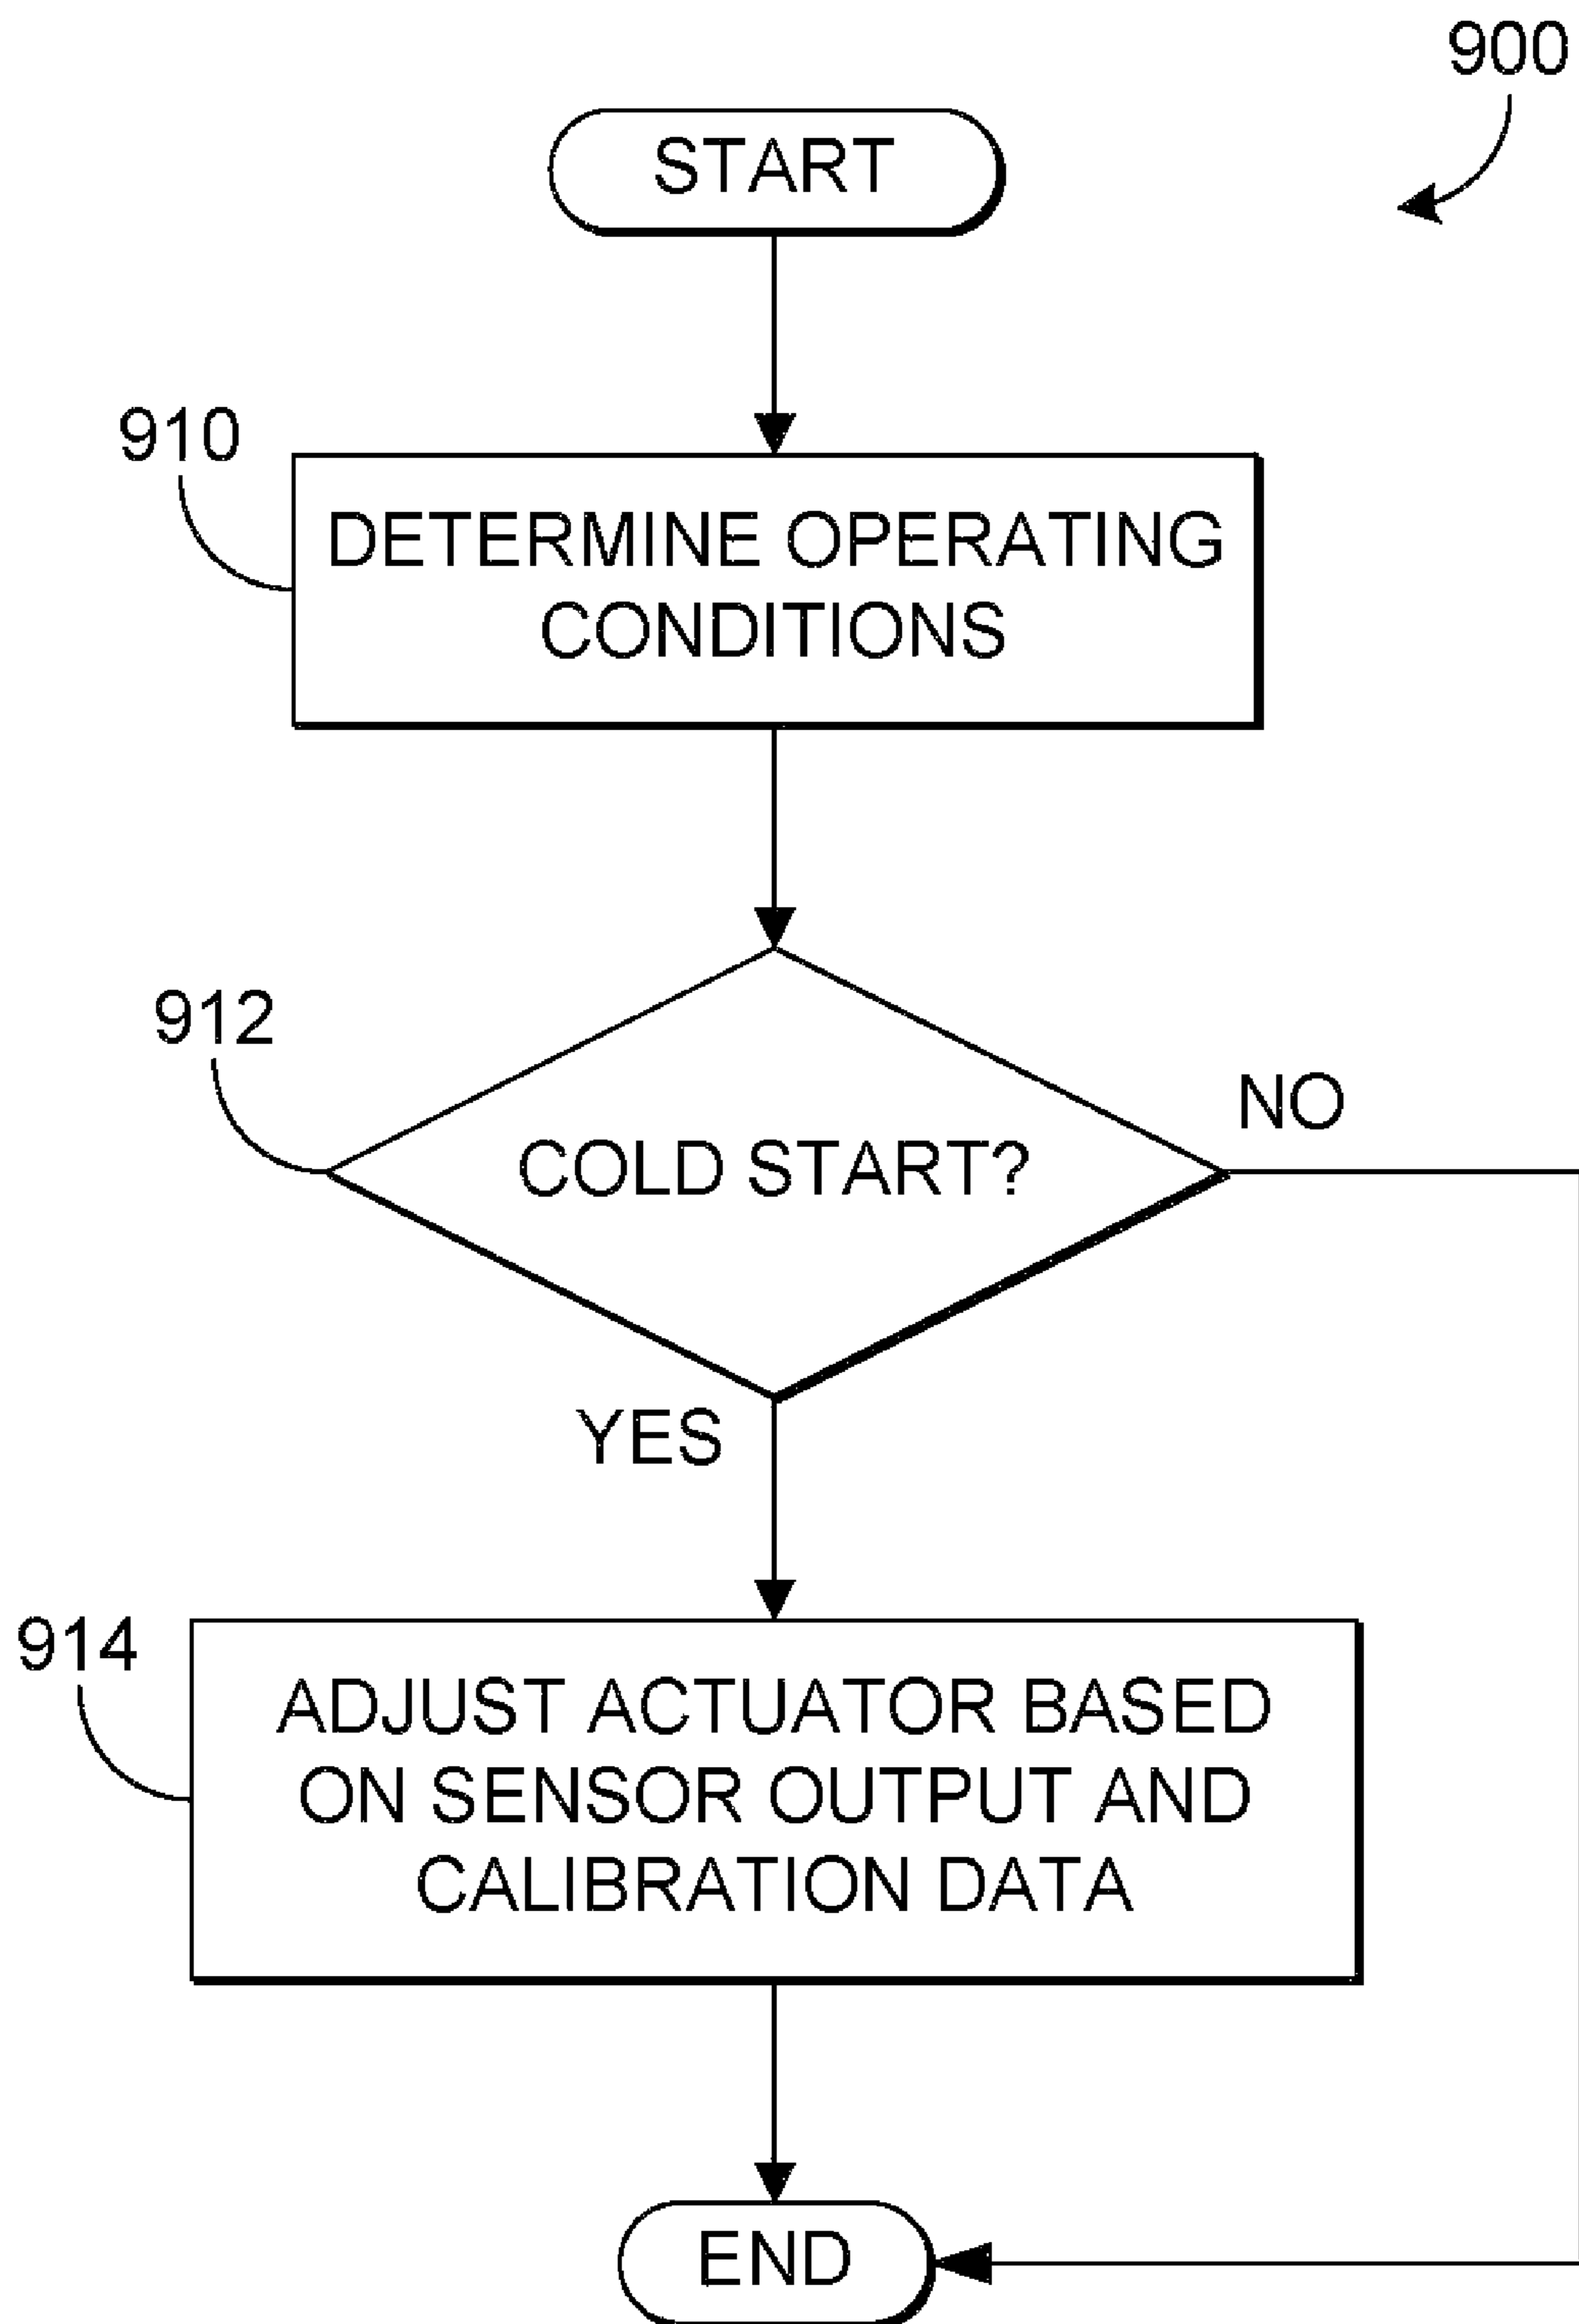 900
START
910
DETERMINE OPERATING
CONDITIONS
912
COLD START?
NO
YES
914
ADJUST ACTUATOR BASED
ON SENSOR OUTPUT AND
CALIBRATION DATA
END